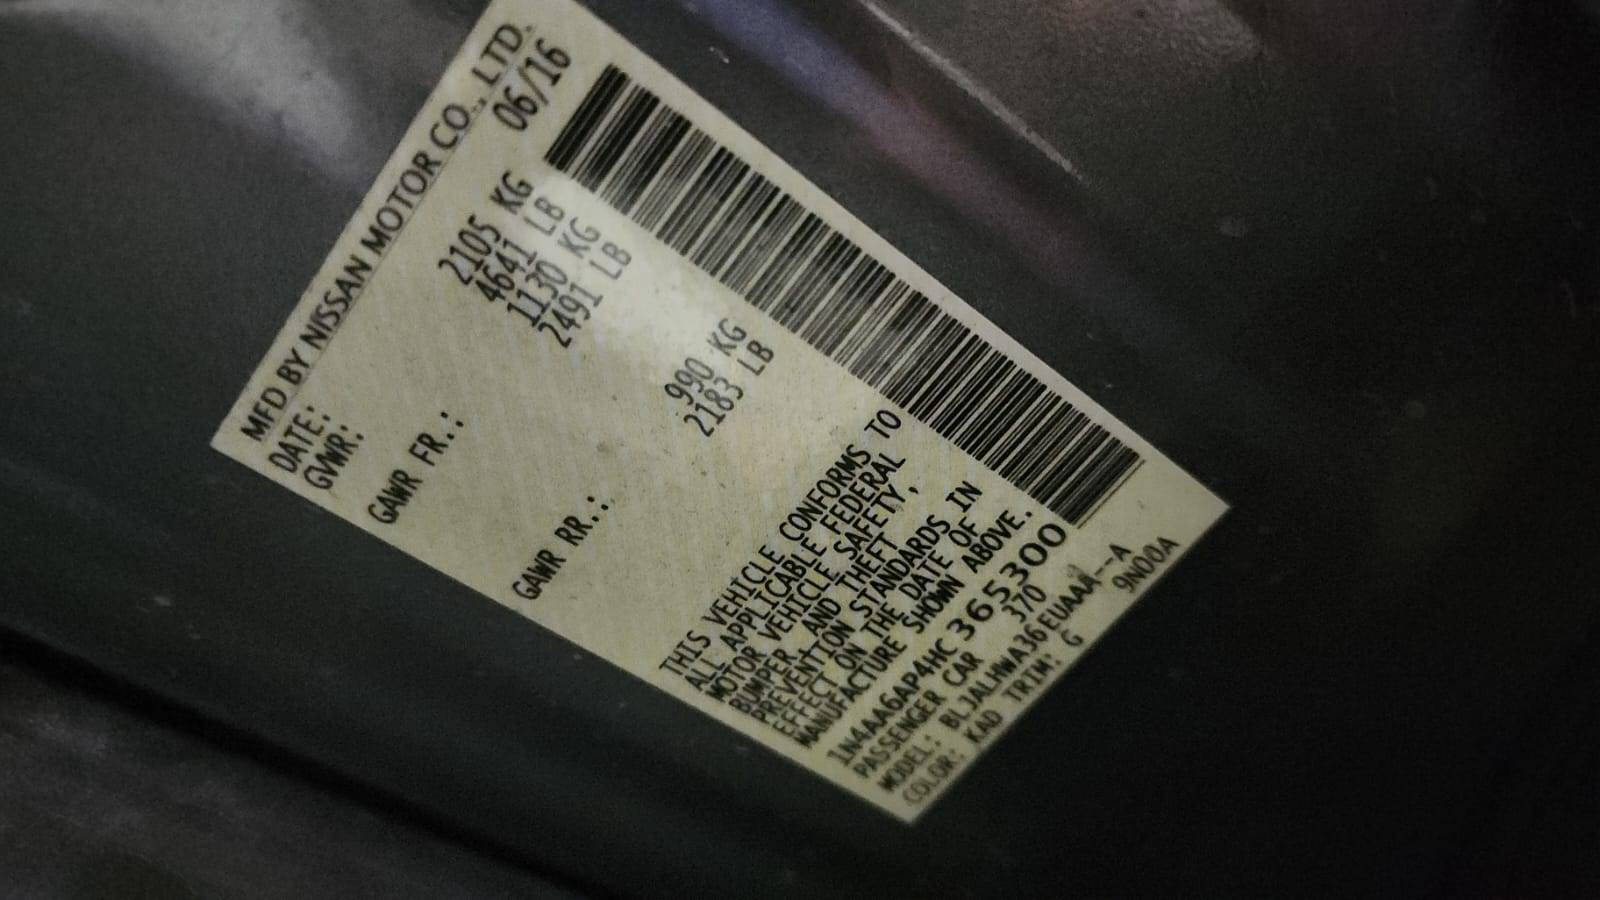 MFD BY NISSAN MOTOR CO., LTD.
DATE: 06/16
GVWR: 2105 KG
4641 LB
GAWR FR.: 1130 KG
2491 LB
GAWR RR.: 990 KG
2183 LB
THIS VEHICLE CONFORMS TO
ALL APPLICABLE FEDERAL
MOTOR VEHICLE SAFETY,
BUMPER, AND THEFT
PREVENTION STANDARDS IN
EFFECT ON THE DATE OF
MANUFACTURE SHOWN ABOVE.
1N4AA6AP4HC365300
PASSENGER CAR 370
MODEL: BLJALHWA36EUAAA--A
COLOR: KAD TRIM: G 9N00A